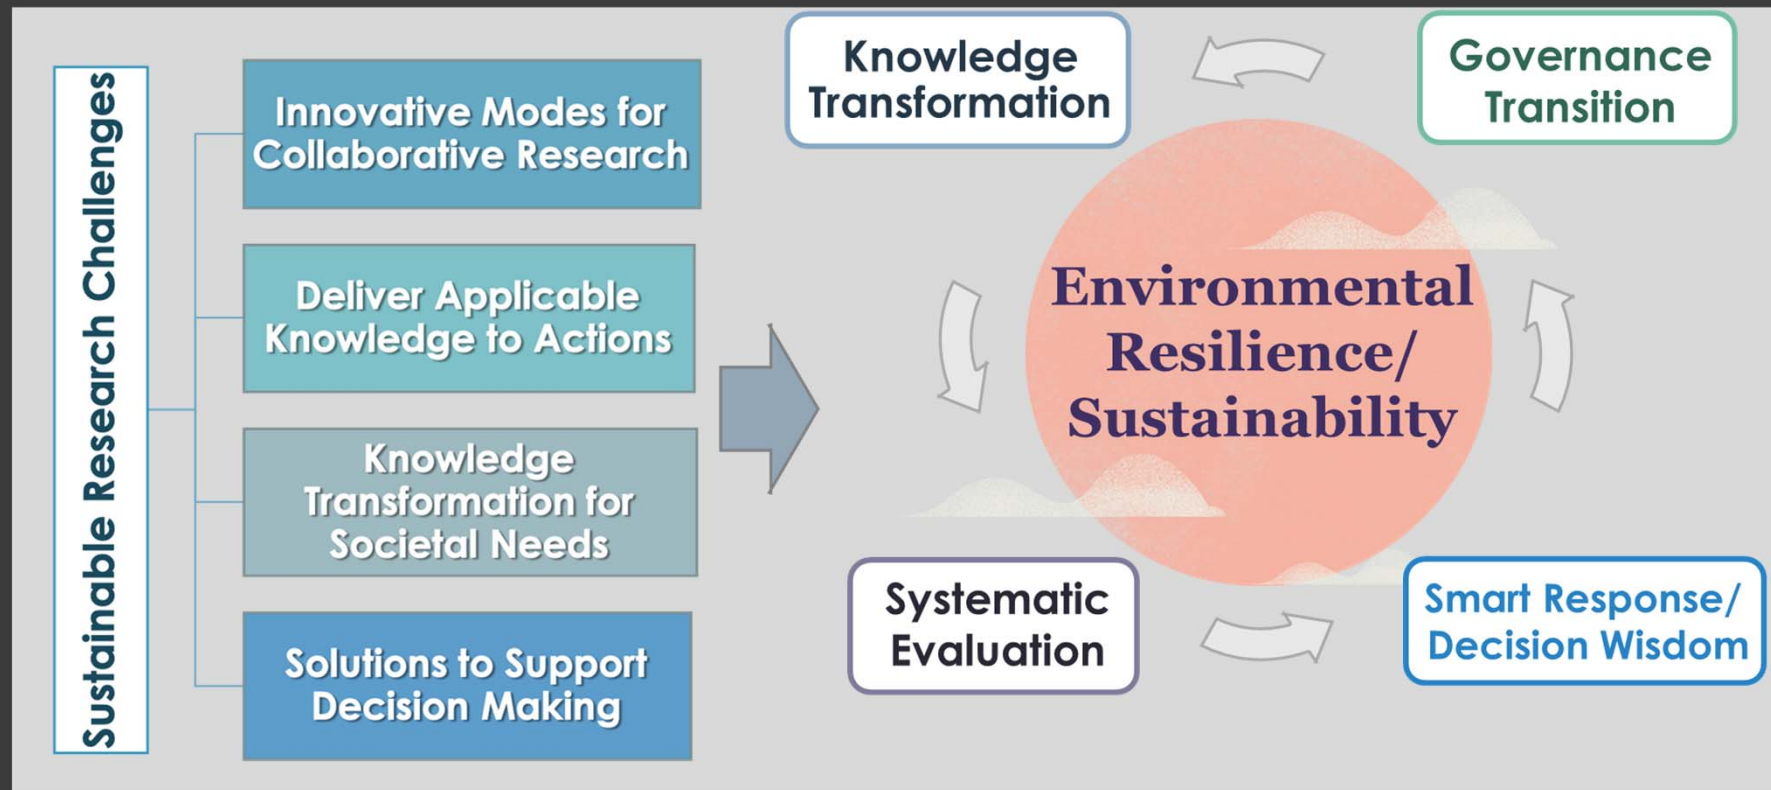 Sustainable Research Challenges
Innovative Modes for
Collaborative Research
Deliver Applicable
Knowledge to Actions
Knowledge
Transformation for
Societal Needs
Solutions to Support
Decision Making
Knowledge
Transformation
Governance
Transition
Environmental
Resilience/
Sustainability
Systematic
Evaluation
Smart Response/
Decision Wisdom